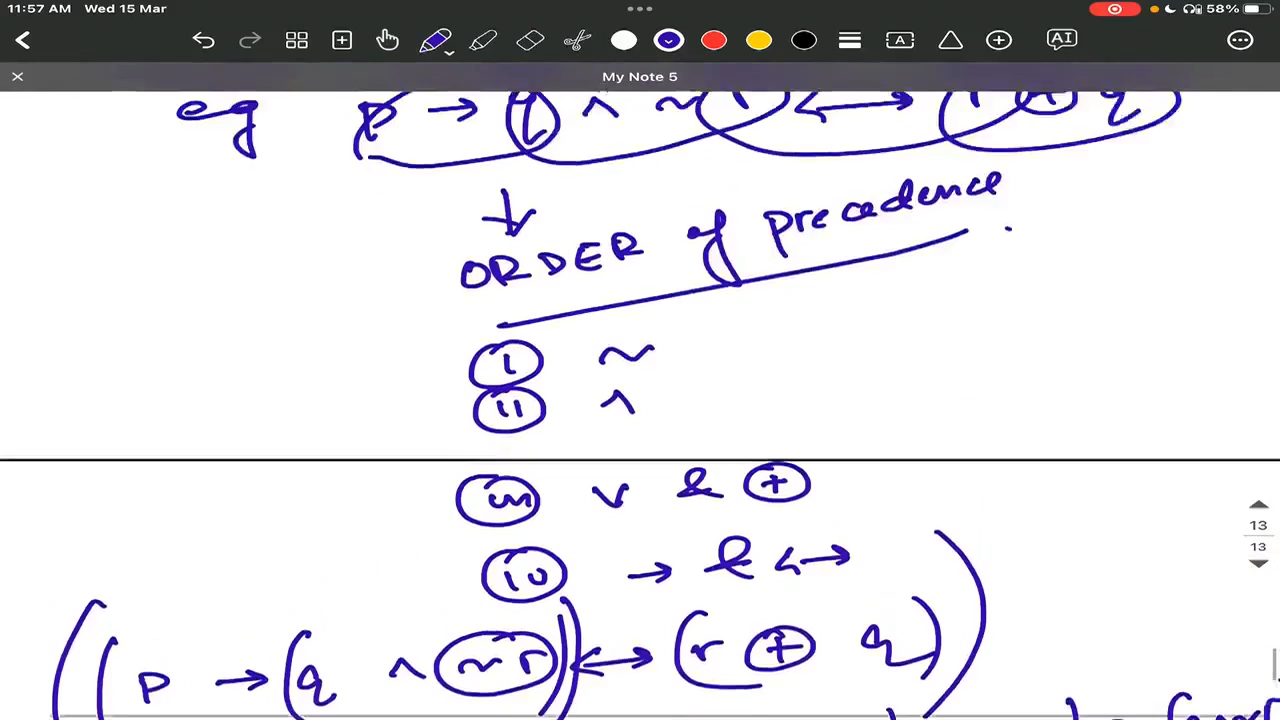 11:57 AM Wed 15 Mar
58%
A
AI
My Note 5
eg p → q ∧ ~r ↔ r ⊕ q
↓
ORDER of precedence
i ~
ii ∧
iii ∨ & ⊕
iv → & ↔
((p → (q ∧ ~r)) ↔ (r ⊕ q))
13
13